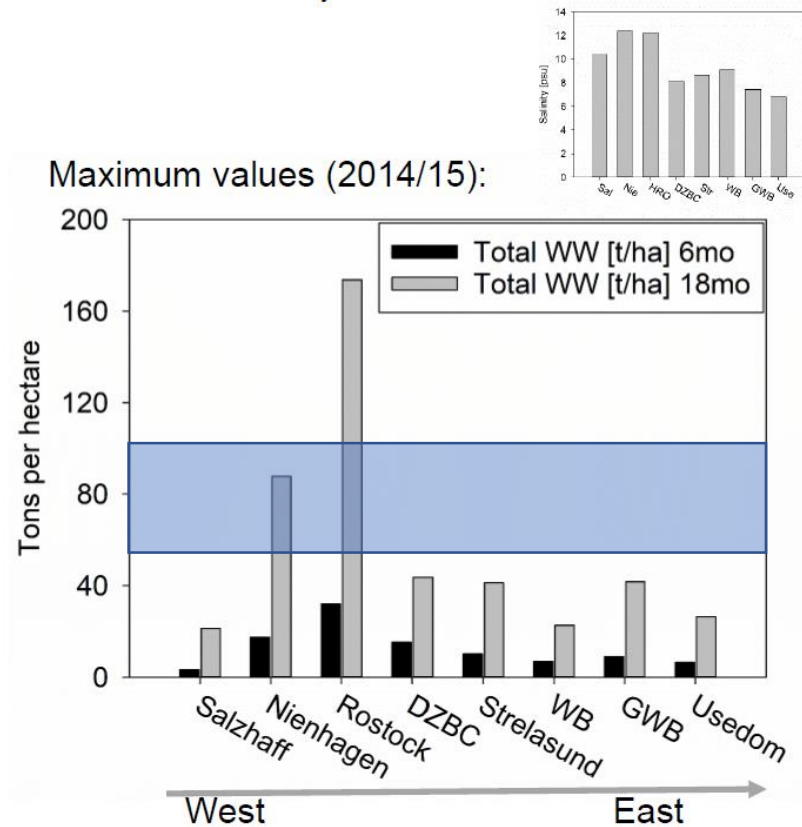 14
12
10
8
6
4
2
0
Salinity [psu]
Sal Nie HRO DZBC Str WB GWB Use
Maximum values (2014/15):
200
160
120
80
40
0
Tons per hectare
Total WW [t/ha] 6mo
Total WW [t/ha] 18mo
Salzhaff Nienhagen Rostock DZBC Strelasund WB GWB Usedom
West East